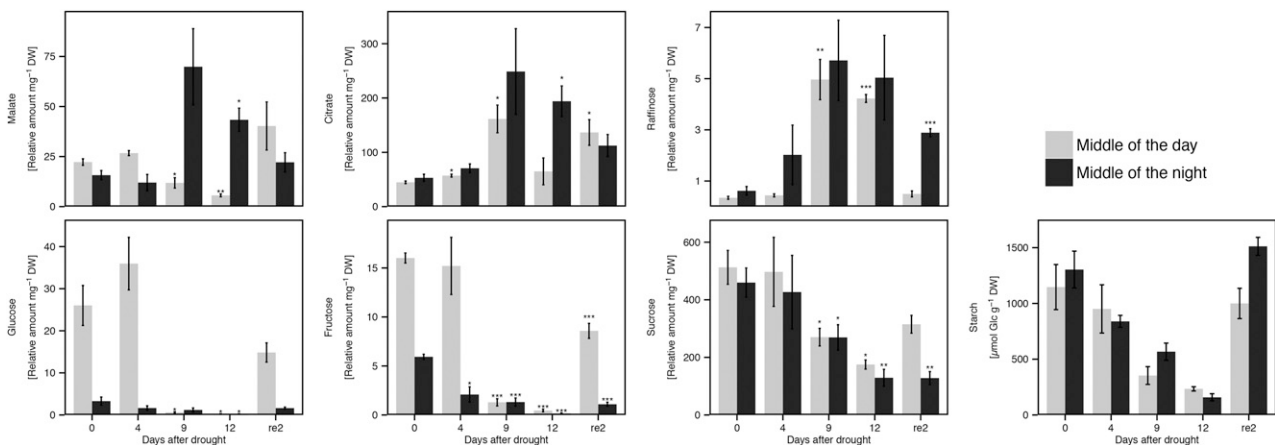 Malate
[Relative amount mg⁻¹ DW]
75
50
25
0
*
**
*
Citrate
[Relative amount mg⁻¹ DW]
300
200
100
0
*
*
*
*
Raffinose
[Relative amount mg⁻¹ DW]
7
5
3
1
**
***
***
Middle of the day
Middle of the night
Glucose
[Relative amount mg⁻¹ DW]
40
30
20
10
0
*
*
*
0 4 9 12 re2
Days after drought
Fructose
[Relative amount mg⁻¹ DW]
15
10
5
0
*
***
***
***
***
***
***
0 4 9 12 re2
Days after drought
Sucrose
[Relative amount mg⁻¹ DW]
600
400
200
0
*
*
*
**
**
0 4 9 12 re2
Days after drought
Starch
[µmol Glc g⁻¹ DW]
1500
1000
500
0
0 4 9 12 re2
Days after drought